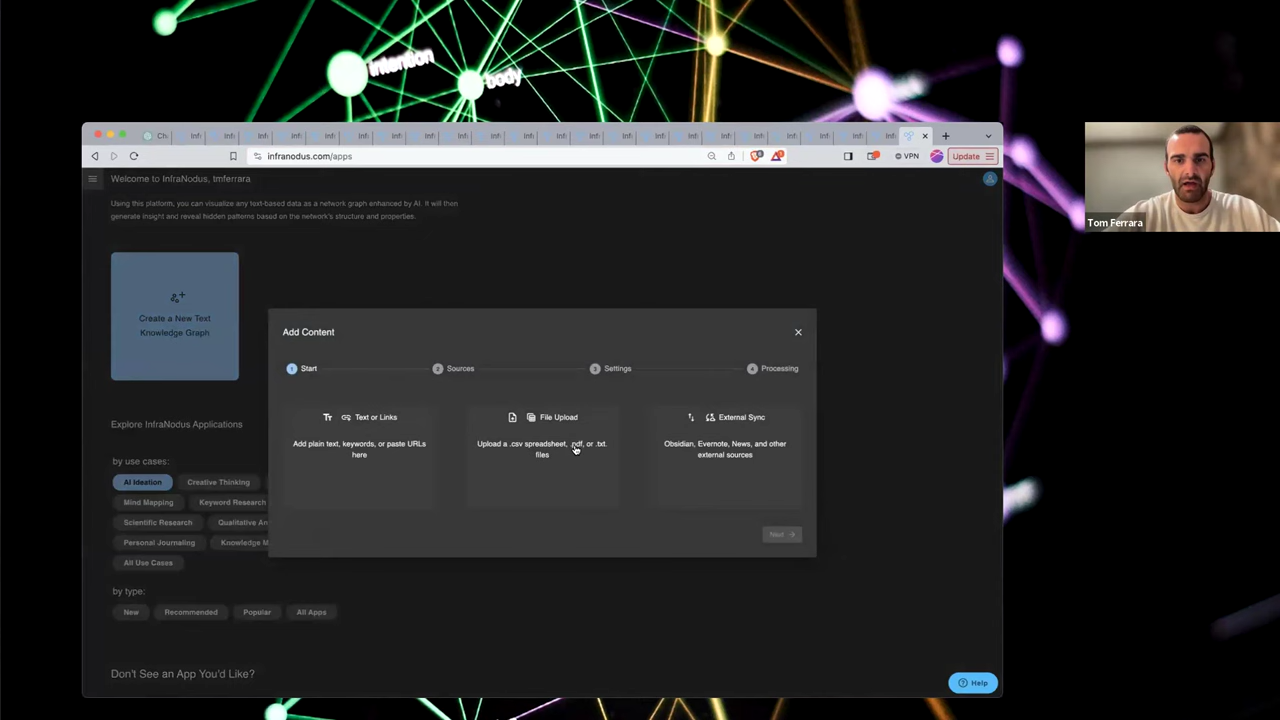 intention
body
infranodus.com/apps
VPN
Update
Welcome to InfraNodus, tmferrara
Using this platform, you can visualize any text-based data as a network graph enhanced by AI. It will then
generate insight and reveal hidden patterns based on the network's structure and properties.
Create a New Text
Knowledge Graph
Add Content
1 Start
2 Sources
3 Settings
4 Processing
Text or Links
Add plain text, keywords, or paste URLs
here
File Upload
Upload a .csv spreadsheet, .pdf, or .txt.
files
External Sync
Obsidian, Evernote, News, and other
external sources
Next
Explore InfraNodus Applications
by use cases:
AI Ideation
Creative Thinking
Mind Mapping
Keyword Research
Scientific Research
Qualitative An
Personal Journaling
Knowledge M
All Use Cases
by type:
New
Recommended
Popular
All Apps
Don't See an App You'd Like?
Help
Tom Ferrara